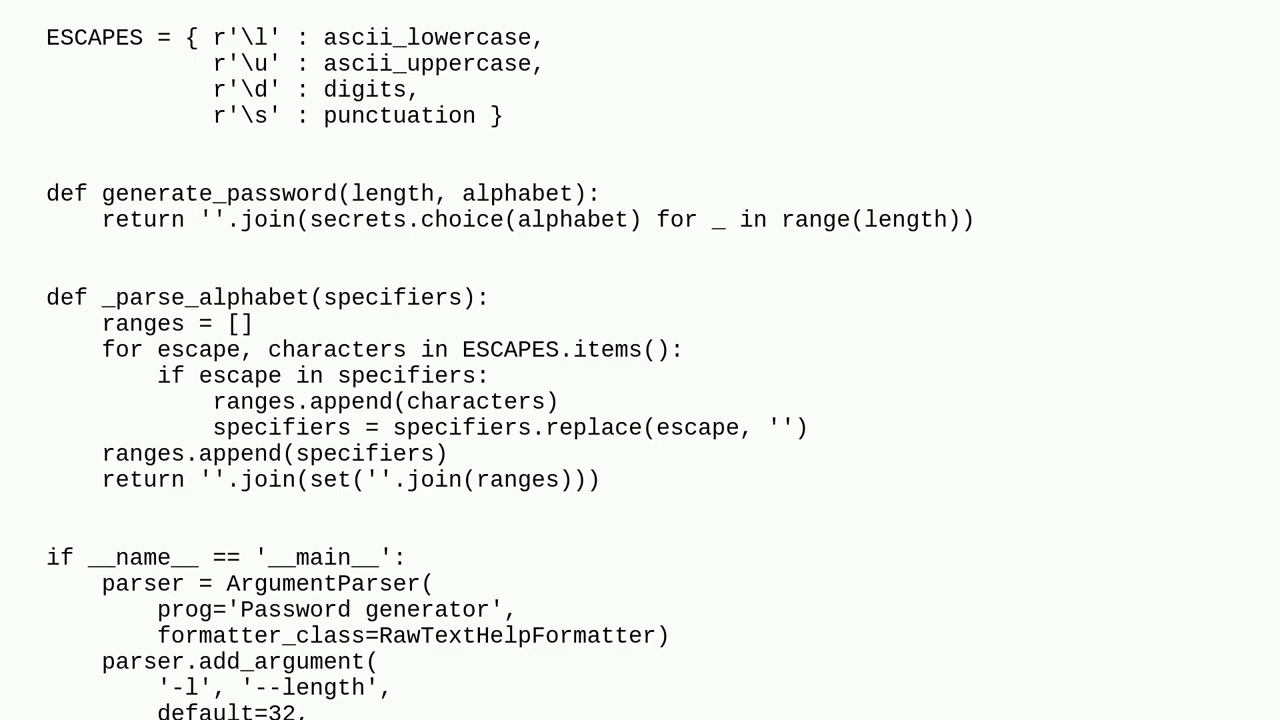 ESCAPES = { r'\l' : ascii_lowercase,
            r'\u' : ascii_uppercase,
            r'\d' : digits,
            r'\s' : punctuation }
def generate_password(length, alphabet):
    return ''.join(secrets.choice(alphabet) for _ in range(length))
def _parse_alphabet(specifiers):
    ranges = []
    for escape, characters in ESCAPES.items():
        if escape in specifiers:
            ranges.append(characters)
            specifiers = specifiers.replace(escape, '')
    ranges.append(specifiers)
    return ''.join(set(''.join(ranges)))
if __name__ == '__main__':
    parser = ArgumentParser(
        prog='Password generator',
        formatter_class=RawTextHelpFormatter)
    parser.add_argument(
        '-l', '--length',
        default=32,